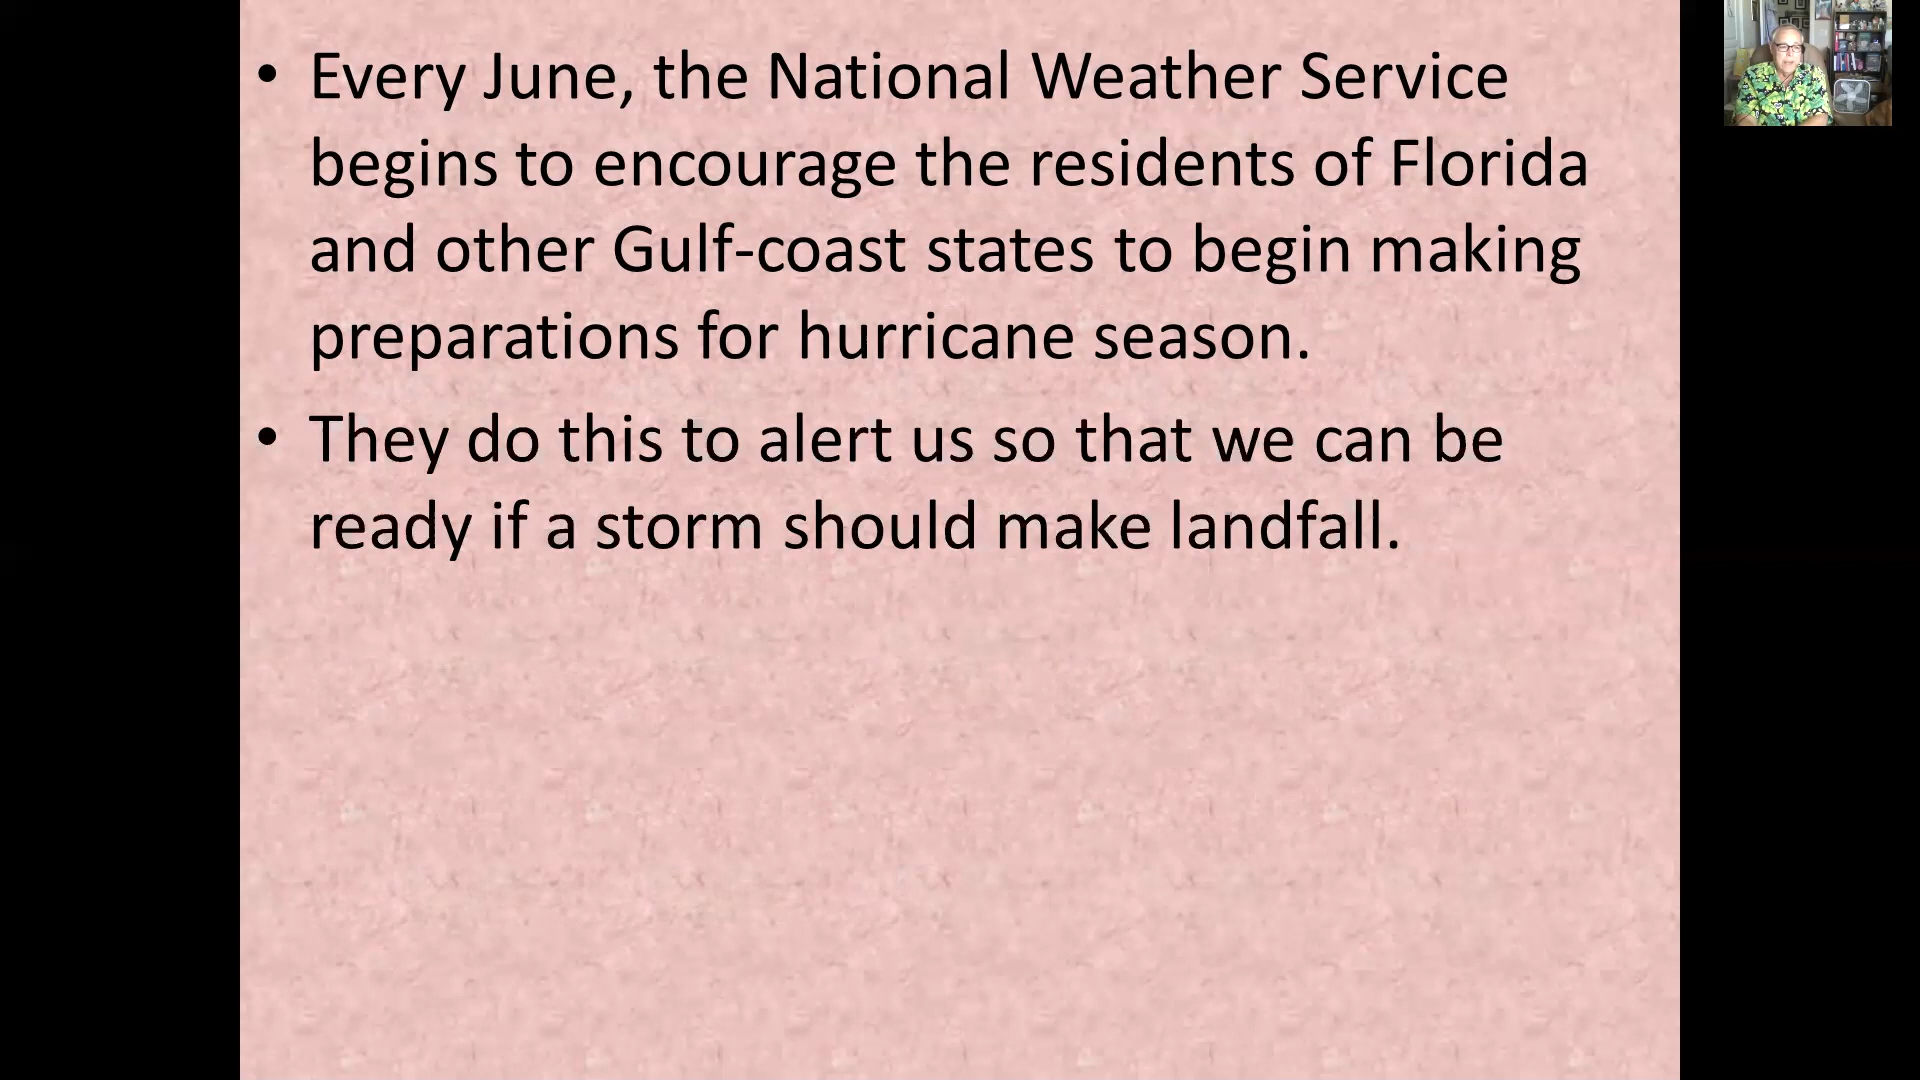 • Every June, the National Weather Service
begins to encourage the residents of Florida
and other Gulf-coast states to begin making
preparations for hurricane season.
• They do this to alert us so that we can be
ready if a storm should make landfall.